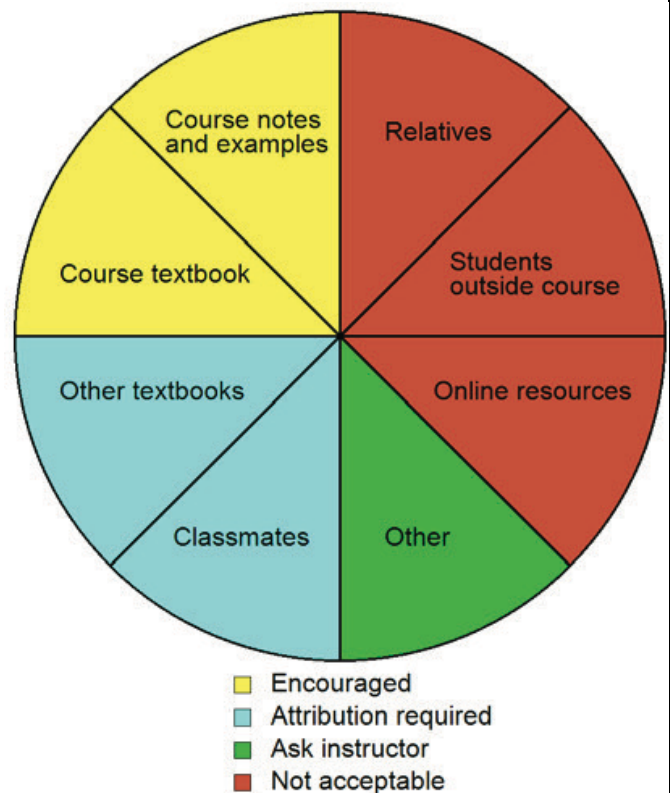 Course notes
and examples
Relatives
Course textbook
Students
outside course
Other textbooks
Online resources
Classmates
Other
Encouraged
Attribution required
Ask instructor
Not acceptable